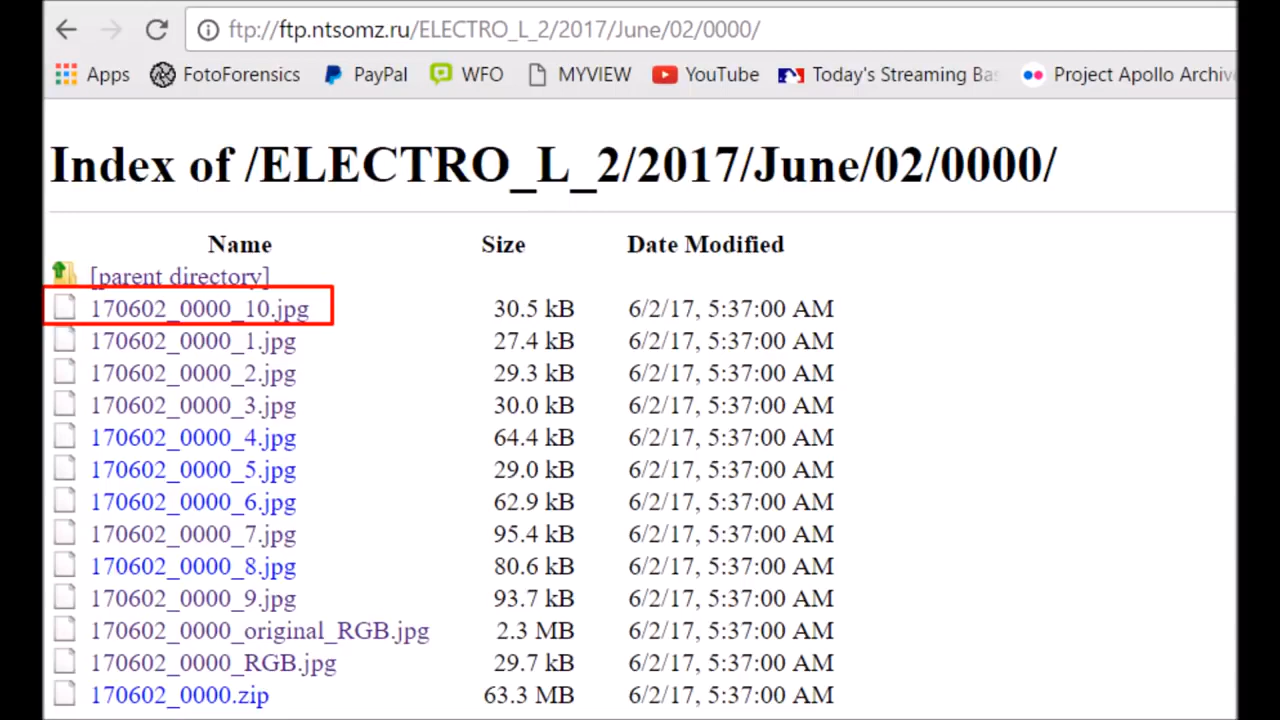 ftp://ftp.ntsomz.ru/ELECTRO_L_2/2017/June/02/0000/
Apps FotoForensics PayPal WFO MYVIEW YouTube Today's Streaming Project Apollo
Index of /ELECTRO_L_2/2017/June/02/0000/
Name Size Date Modified
[parent directory]
170602_0000_10.jpg 30.5 kB 6/2/17, 5:37:00 AM
170602_0000_1.jpg 27.4 kB 6/2/17, 5:37:00 AM
170602_0000_2.jpg 29.3 kB 6/2/17, 5:37:00 AM
170602_0000_3.jpg 30.0 kB 6/2/17, 5:37:00 AM
170602_0000_4.jpg 64.4 kB 6/2/17, 5:37:00 AM
170602_0000_5.jpg 29.0 kB 6/2/17, 5:37:00 AM
170602_0000_6.jpg 62.9 kB 6/2/17, 5:37:00 AM
170602_0000_7.jpg 95.4 kB 6/2/17, 5:37:00 AM
170602_0000_8.jpg 80.6 kB 6/2/17, 5:37:00 AM
170602_0000_9.jpg 93.7 kB 6/2/17, 5:37:00 AM
170602_0000_original_RGB.jpg 2.3 MB 6/2/17, 5:37:00 AM
170602_0000_RGB.jpg 29.7 kB 6/2/17, 5:37:00 AM
170602_0000.zip 63.3 MB 6/2/17, 5:37:00 AM